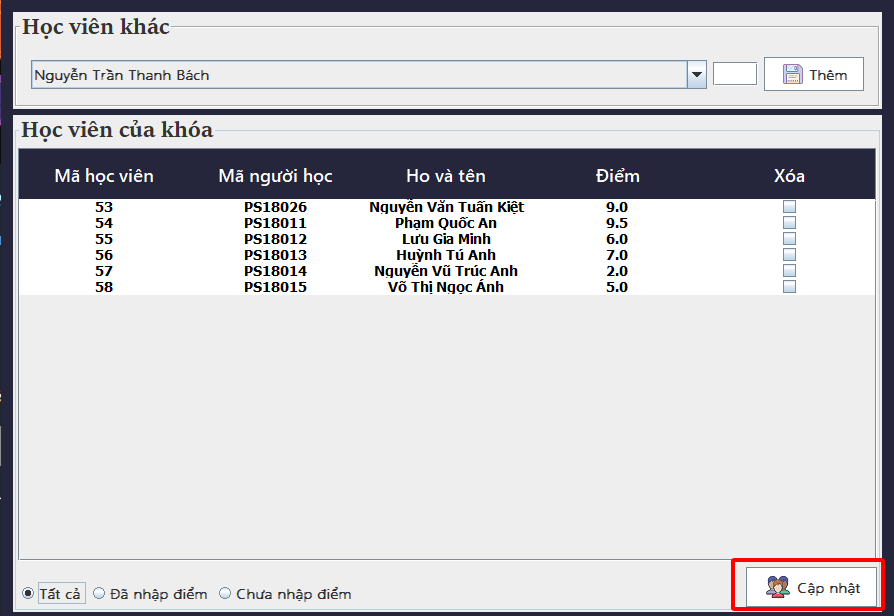 Học viên khác
Nguyễn Trần Thanh Bách
Thêm
Học viên của khóa
Mã học viên Mã người học Ho và tên Điểm Xóa
53 PS18026 Nguyễn Văn Tuấn Kiệt 9.0
54 PS18011 Phạm Quốc An 9.5
55 PS18012 Lưu Gia Minh 6.0
56 PS18013 Huỳnh Tú Anh 7.0
57 PS18014 Nguyễn Vũ Trúc Anh 2.0
58 PS18015 Võ Thị Ngọc Ánh 5.0
Tất cả Đã nhập điểm Chưa nhập điểm
Cập nhật